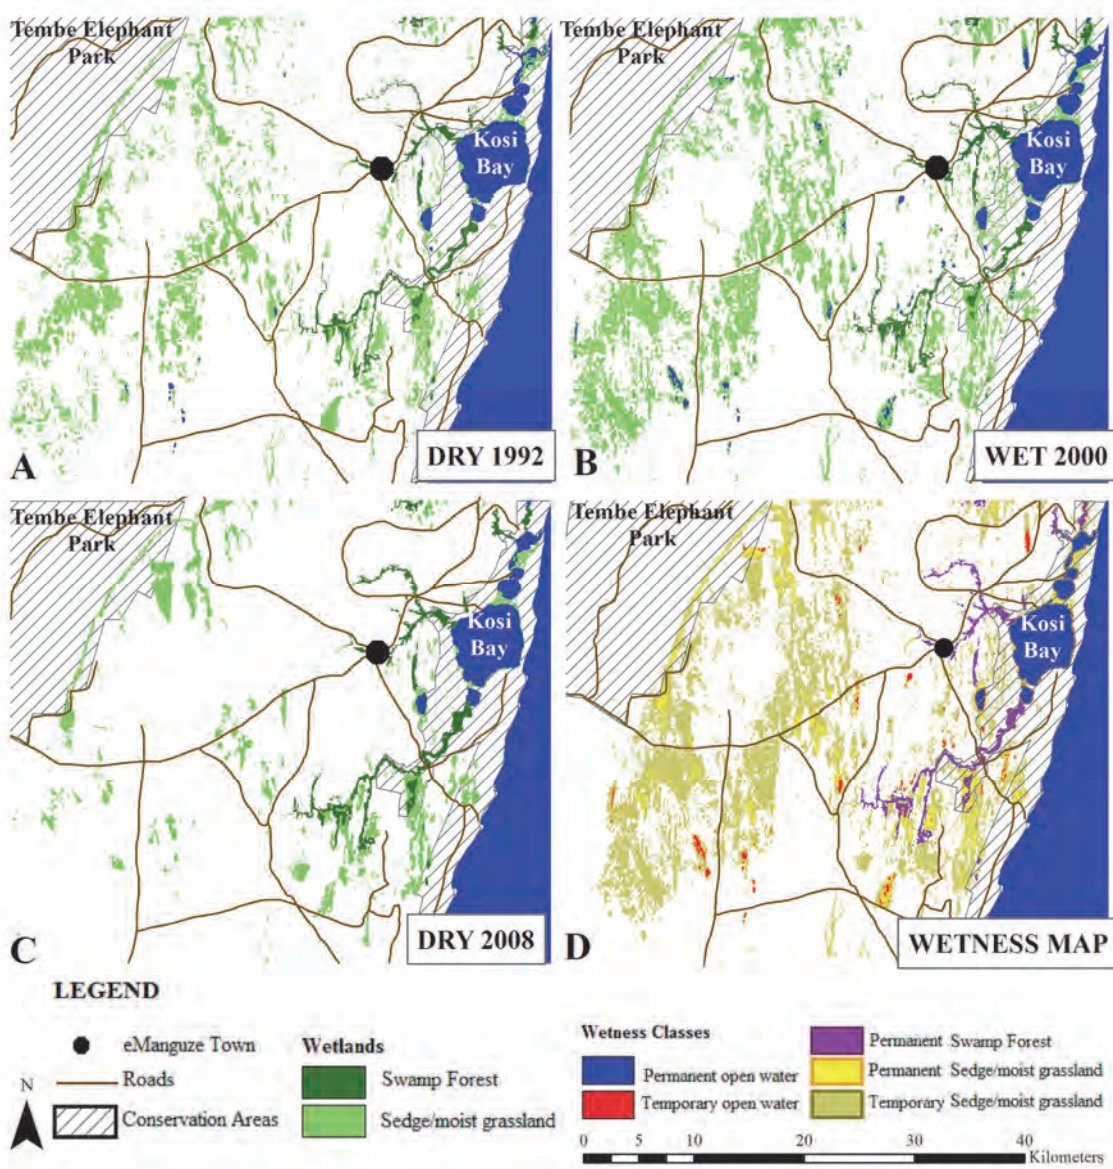 Tembe Elephant
Park
Kosi
Bay
A
DRY 1992
Tembe Elephant
Park
Kosi
Bay
B
WET 2000
Tembe Elephant
Park
Kosi
Bay
C
DRY 2008
Tembe Elephant
Park
Kosi
Bay
D
WETNESS MAP
LEGEND
eManguze Town
N
Roads
Conservation Areas
Wetlands
Swamp Forest
Sedge/moist grassland
Wetness Classes
Permanent open water
Temporary open water
Permanent Swamp Forest
Permanent Sedge/moist grassland
Temporary Sedge/moist grassland
0 5 10 20 30 40
Kilometers